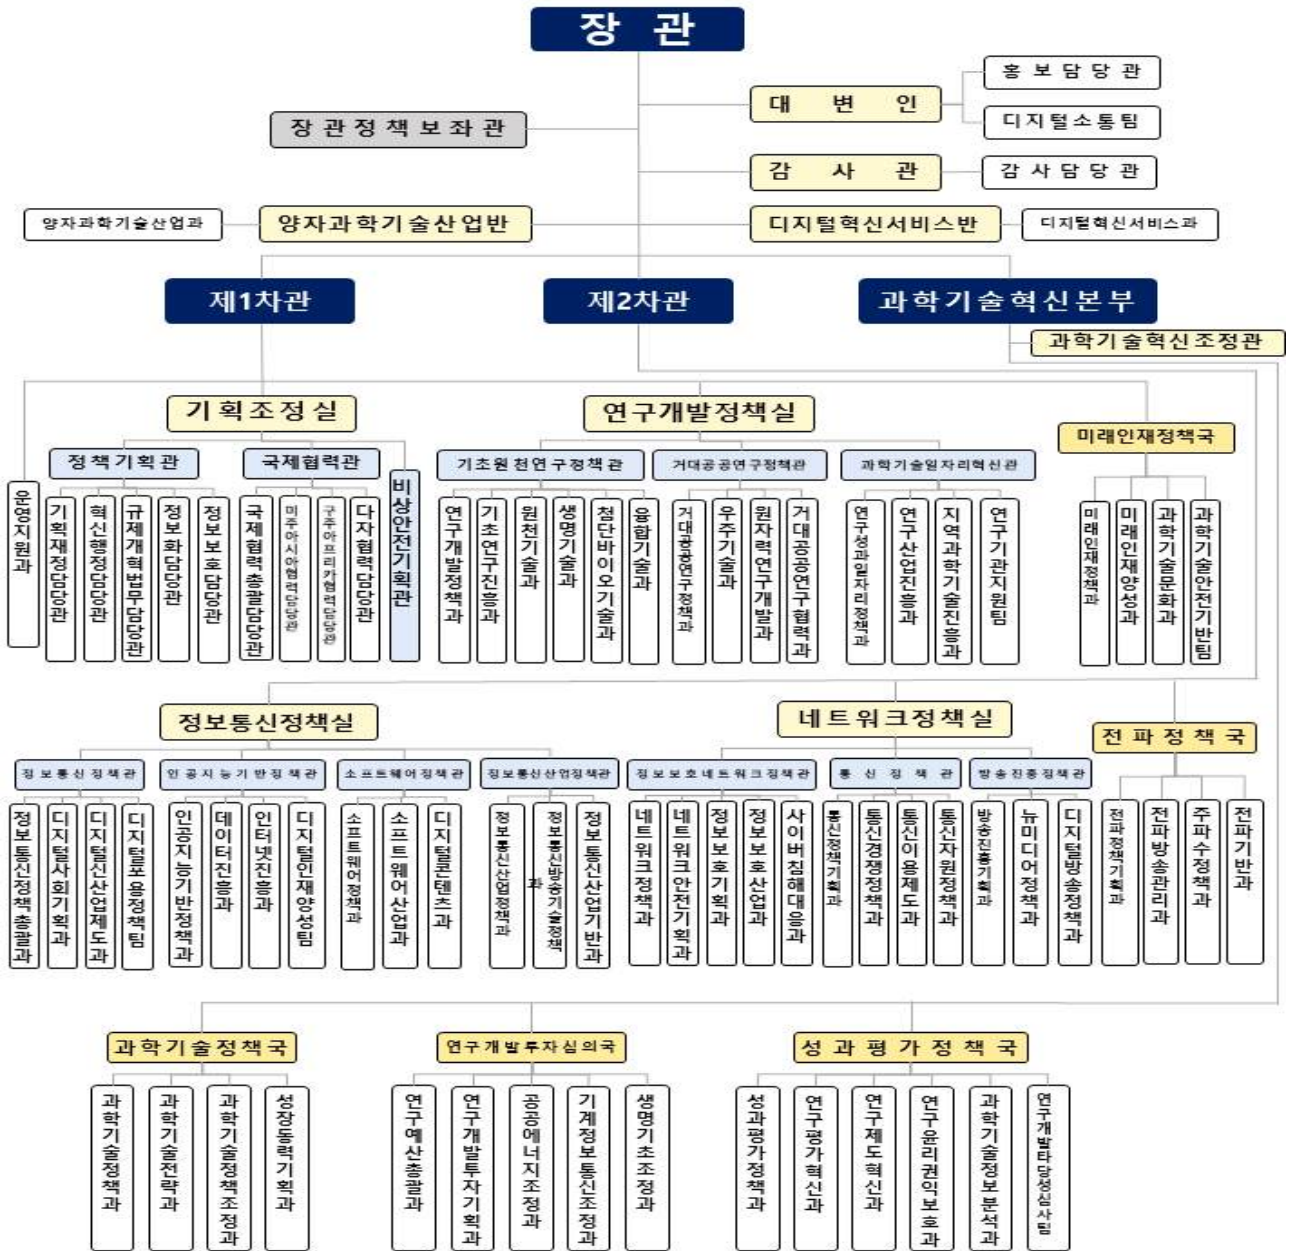 장 관
홍보담당관
대 변 인
디지털소통팀
장관정책보좌관
감 사 관
감사담당관
양자과학기술산업과
양자과학기술산업반
디지털혁신서비스반
디지털혁신서비스과
제1차관
제2차관
과학기술혁신본부
과학기술혁신조정관
기획조정실
연구개발정책실
미래인재정책국
정책기획관
국제협력관
기초원천연구정책관
거대공공연구정책관
과학기술일자리혁신관
운영지원과
기획재정담당관
혁신행정담당관
규제개혁법무담당관
정보화담당관
정보보호담당관
국제협력총괄담당관
미주아시아협력담당관
구주아프리카협력담당관
다자협력담당관
비상안전기획관
연구개발정책과
기초연구진흥과
원천기술과
생명기술과
첨단바이오기술과
융합기술과
거대공공연구정책과
우주기술과
원자력연구개발과
거대공공연구협력과
연구성과일자리정책과
연구산업진흥과
지역과학기술진흥과
연구기관지원팀
미래인재정책과
미래인재양성과
과학기술문화과
과학기술안전기반팀
정보통신정책실
네트워크정책실
전파정책국
정보통신정책관
인공지능기반정책관
소프트웨어정책관
정보통신산업정책관
정보보호네트워크정책관
통신정책관
방송진흥정책관
정보통신정책총괄과
디지털사회기획과
디지털신산업제도과
디지털포용정책팀
인공지능기반정책과
데이터진흥과
인터넷진흥과
디지털인재양성팀
소프트웨어정책과
소프트웨어산업과
디지털콘텐츠과
정보통신산업정책과
정보통신방송기술정책과
정보통신산업기반과
네트워크정책과
네트워크안전기획과
정보보호기획과
정보보호산업과
사이버침해대응과
통신정책기획과
통신경쟁정책과
통신이용제도과
통신자원정책과
방송진흥기획과
뉴미디어정책과
디지털방송정책과
전파정책기획과
전파방송관리과
주파수정책과
전파기반과
과학기술정책국
연구개발투자심의국
성과평가정책국
과학기술정책과
과학기술전략과
과학기술정책조정과
성장동력기획과
연구예산총괄과
연구개발투자기획과
공공에너지조정과
기계정보통신조정과
생명기초조정과
성과평가정책과
연구평가혁신과
연구제도혁신과
연구윤리권익보호과
과학기술정보분석과
연구개발타당성심사팀